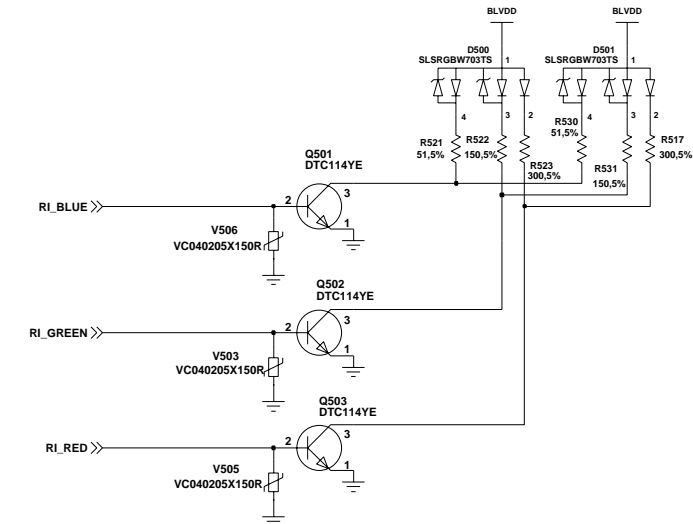 BLVDD
BLVDD
D500
SLSRGBW703TS
1
D501
SLSRGBW703TS
1
4
3
2
4
3
2
R521
51,5%
R522
150,5%
R523
300,5%
R530
51,5%
R531
150,5%
R517
300,5%
Q501
DTC114YE
2
3
1
RI_BLUE
V506
VC040205X150R
Q502
DTC114YE
2
3
1
RI_GREEN
V503
VC040205X150R
Q503
DTC114YE
2
3
1
RI_RED
V505
VC040205X150R